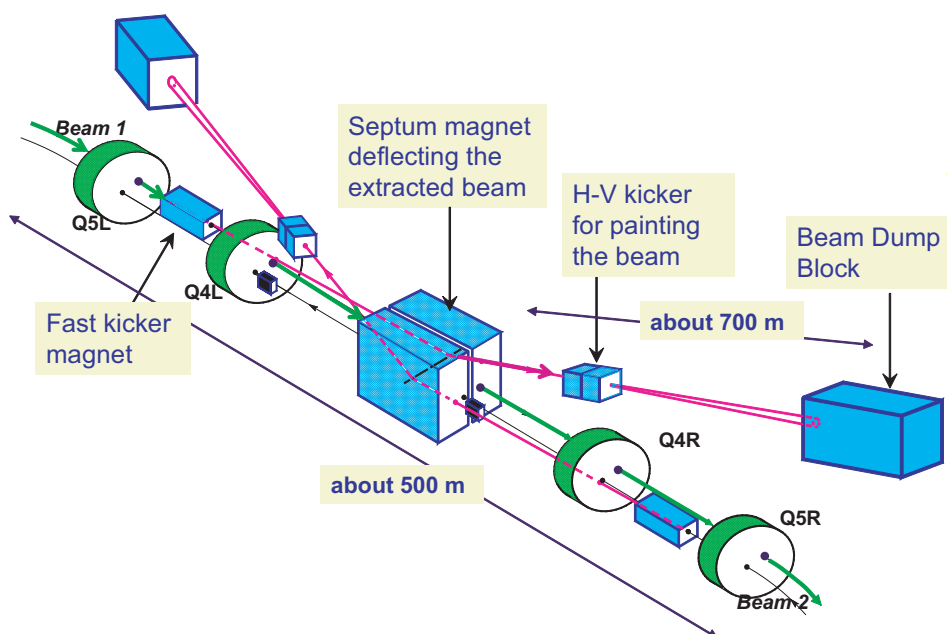 Beam 1
Septum magnet
deflecting the
extracted beam
H-V kicker
for painting
the beam
Beam Dump
Block
Q5L
Q4L
Fast kicker
magnet
about 700 m
about 500 m
Q4R
Q5R
Beam 2